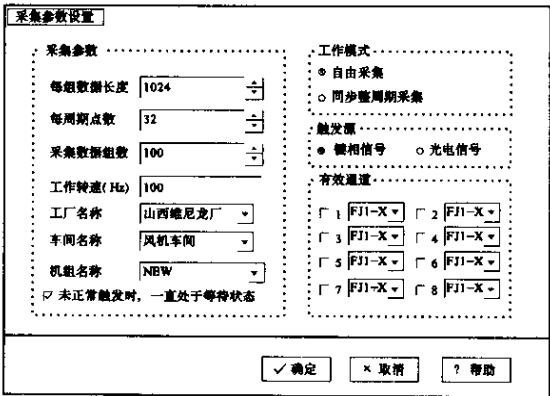 采集参数设置
采集参数
每组数据长度 1024
每周期点数 32
采集数据组数 100
工作转速(Hz) 100
工厂名称 山西维尼龙厂
车间名称 风机车间
机组名称 NEW
未正常触发时，一直处于等待状态
工作模式
自由采集
同步整周期采集
触发源
键相信号 光电信号
有效通道
1 FJ1-X 2 FJ1-X
3 FJ1-X 4 FJ1-X
5 FJ1-X 6 FJ1-X
7 FJ1-X 8 FJ1-X
✓ 确定 × 取消 ? 帮助